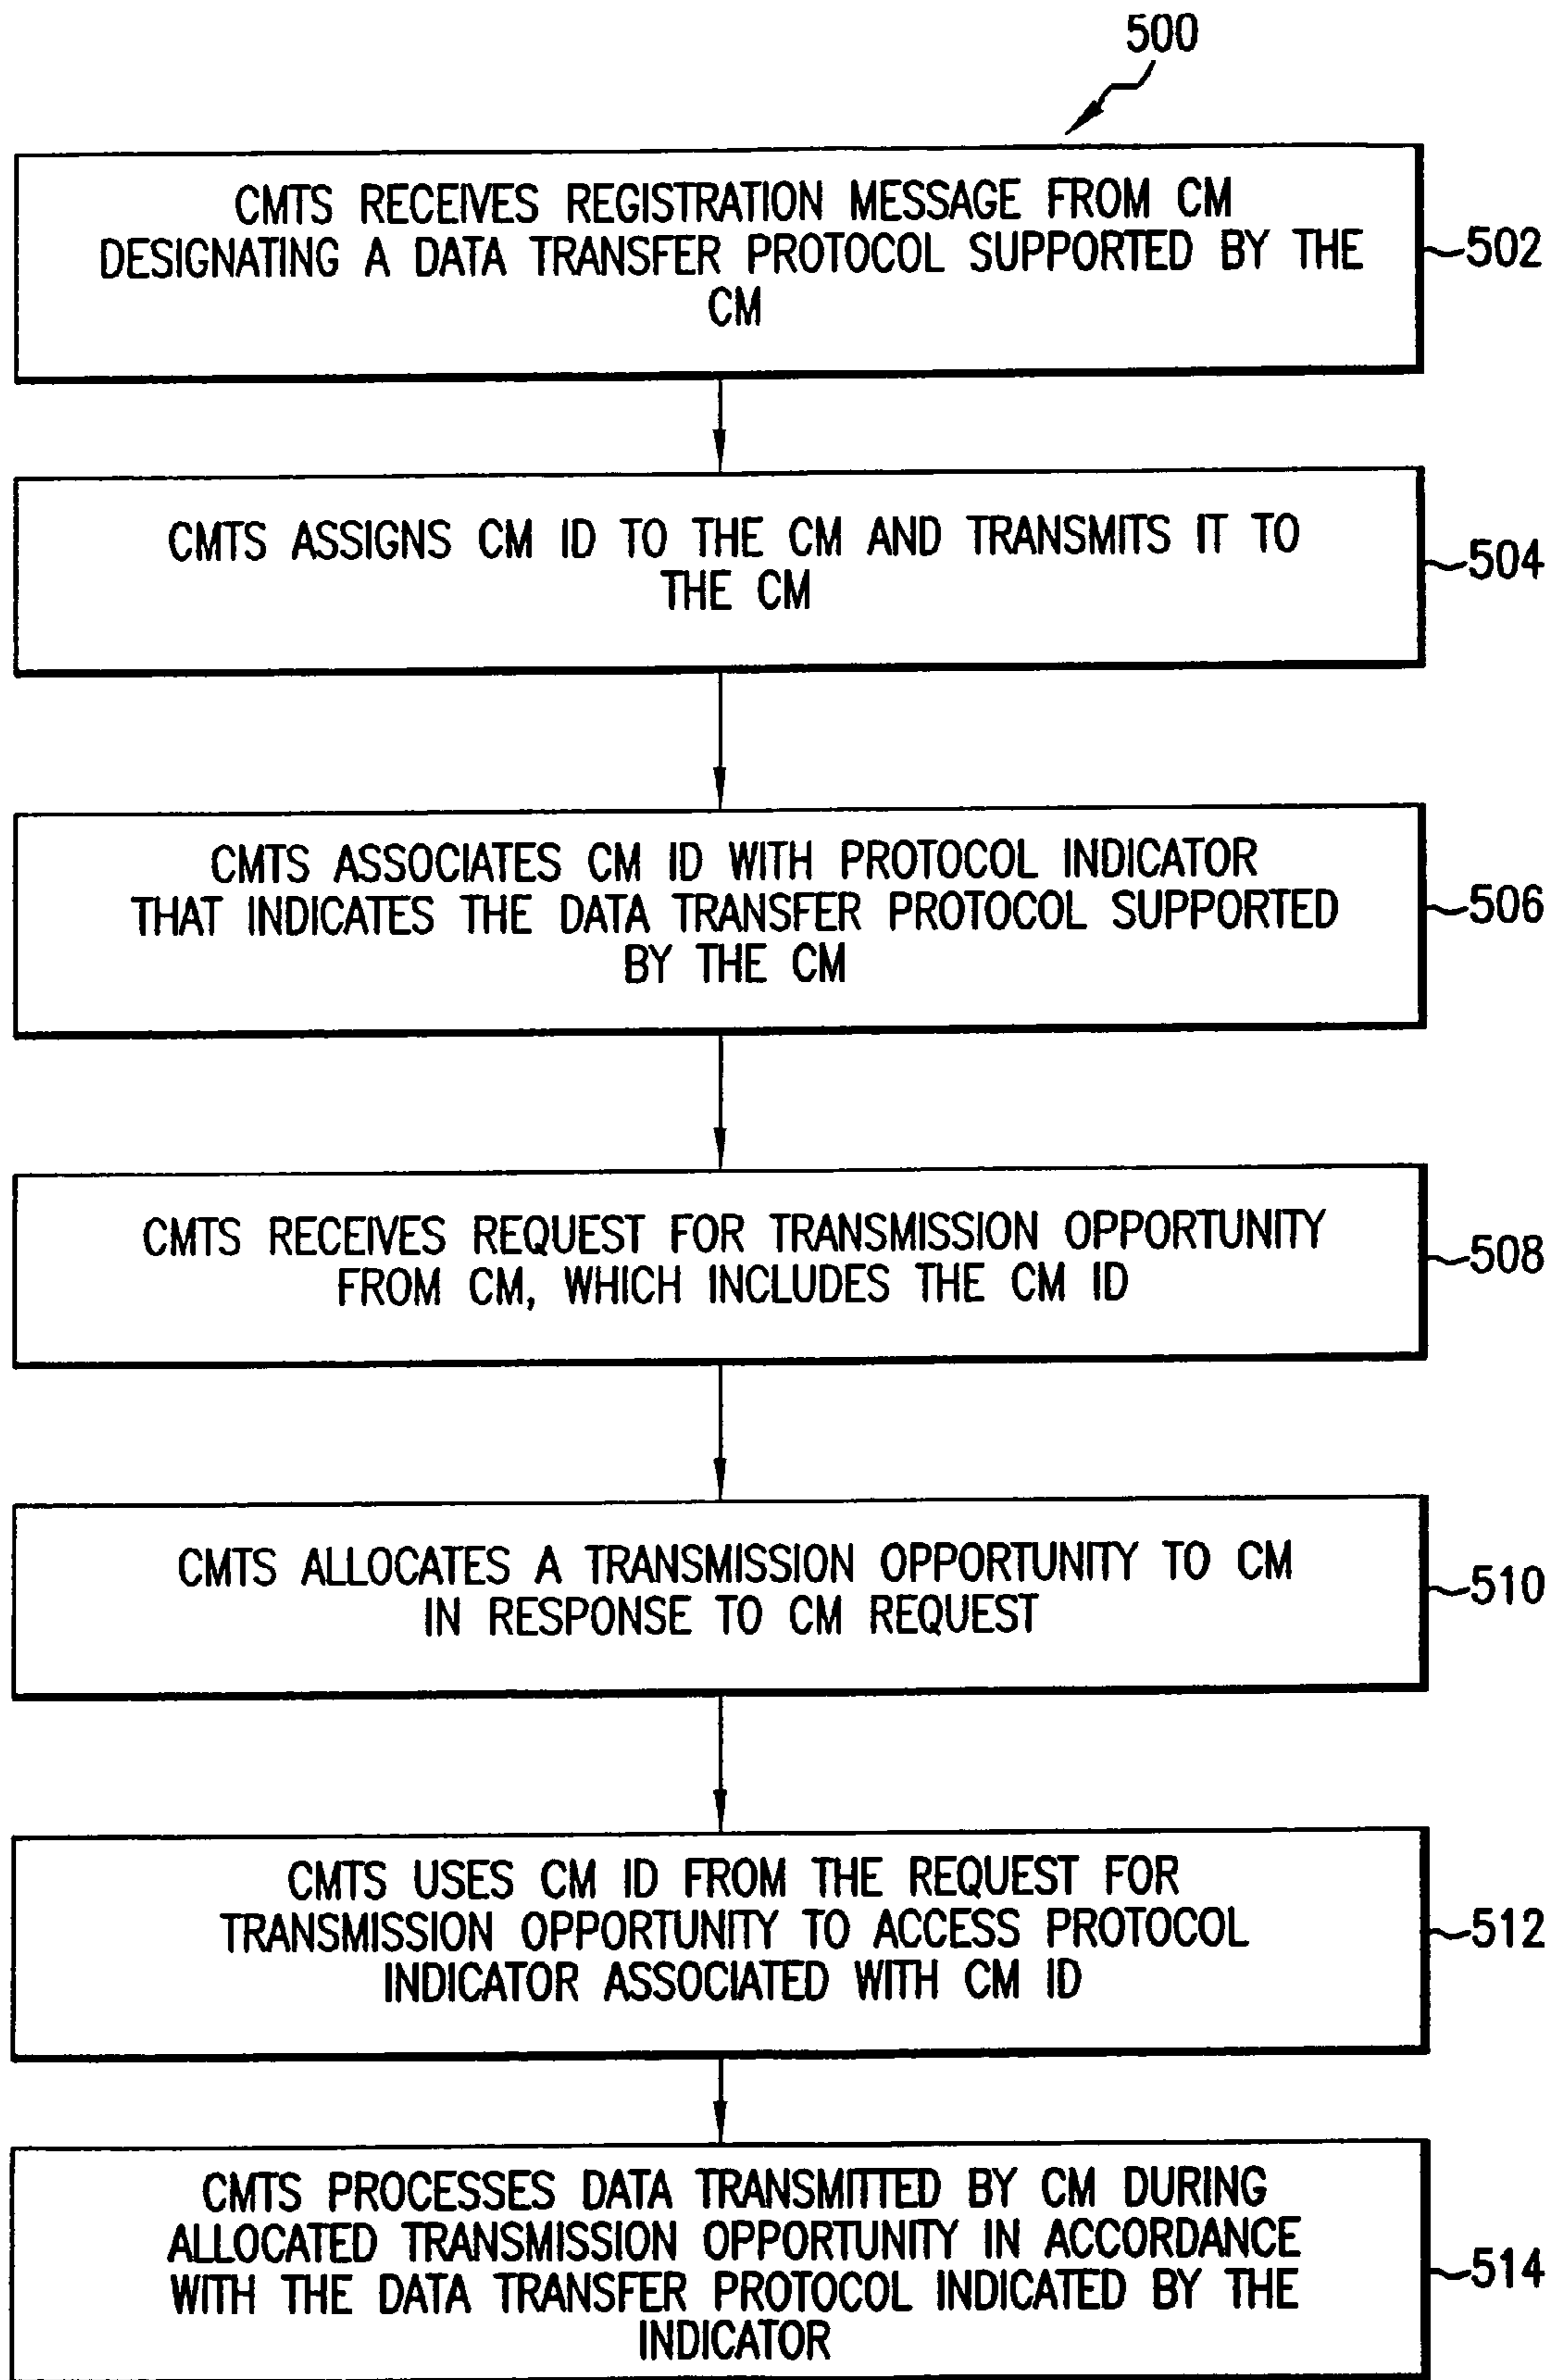 500
CMTS RECEIVES REGISTRATION MESSAGE FROM CM
DESIGNATING A DATA TRANSFER PROTOCOL SUPPORTED BY THE
CM
502
CMTS ASSIGNS CM ID TO THE CM AND TRANSMITS IT TO
THE CM
504
CMTS ASSOCIATES CM ID WITH PROTOCOL INDICATOR
THAT INDICATES THE DATA TRANSFER PROTOCOL SUPPORTED
BY THE CM
506
CMTS RECEIVES REQUEST FOR TRANSMISSION OPPORTUNITY
FROM CM, WHICH INCLUDES THE CM ID
508
CMTS ALLOCATES A TRANSMISSION OPPORTUNITY TO CM
IN RESPONSE TO CM REQUEST
510
CMTS USES CM ID FROM THE REQUEST FOR
TRANSMISSION OPPORTUNITY TO ACCESS PROTOCOL
INDICATOR ASSOCIATED WITH CM ID
512
CMTS PROCESSES DATA TRANSMITTED BY CM DURING
ALLOCATED TRANSMISSION OPPORTUNITY IN ACCORDANCE
WITH THE DATA TRANSFER PROTOCOL INDICATED BY THE
INDICATOR
514